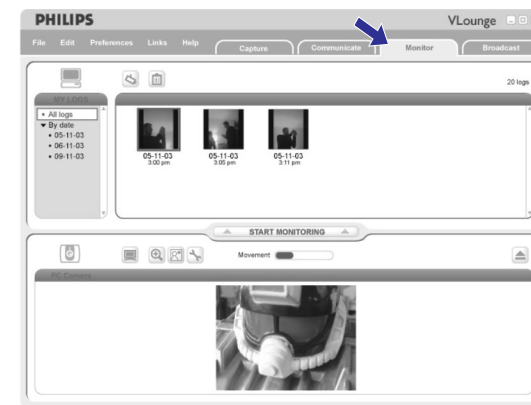 PHILIPS
VLounge
File Edit Preferences Links Help Capture Communicate Monitor Broadcast
20 logs
MY LOGS
• All logs
By date
• 05-11-03
• 06-11-03
• 09-11-03
05-11-03 05-11-03 05-11-03
3:00 pm 3:05 pm 3:11 pm
START MONITORING
Movement
PC Camera